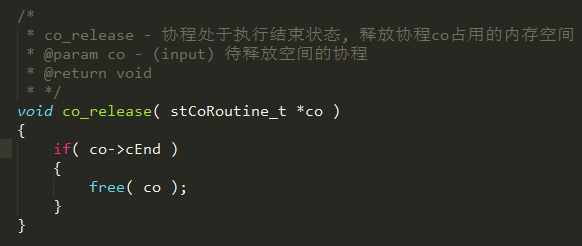 /*
* co_release - 协程处于执行结束状态, 释放协程co占用的内存空间
* @param co - (input) 待释放空间的协程
* @return void
* */
void co_release( stCoRoutine_t *co )
{
if( co->cEnd )
{
free( co );
}
}